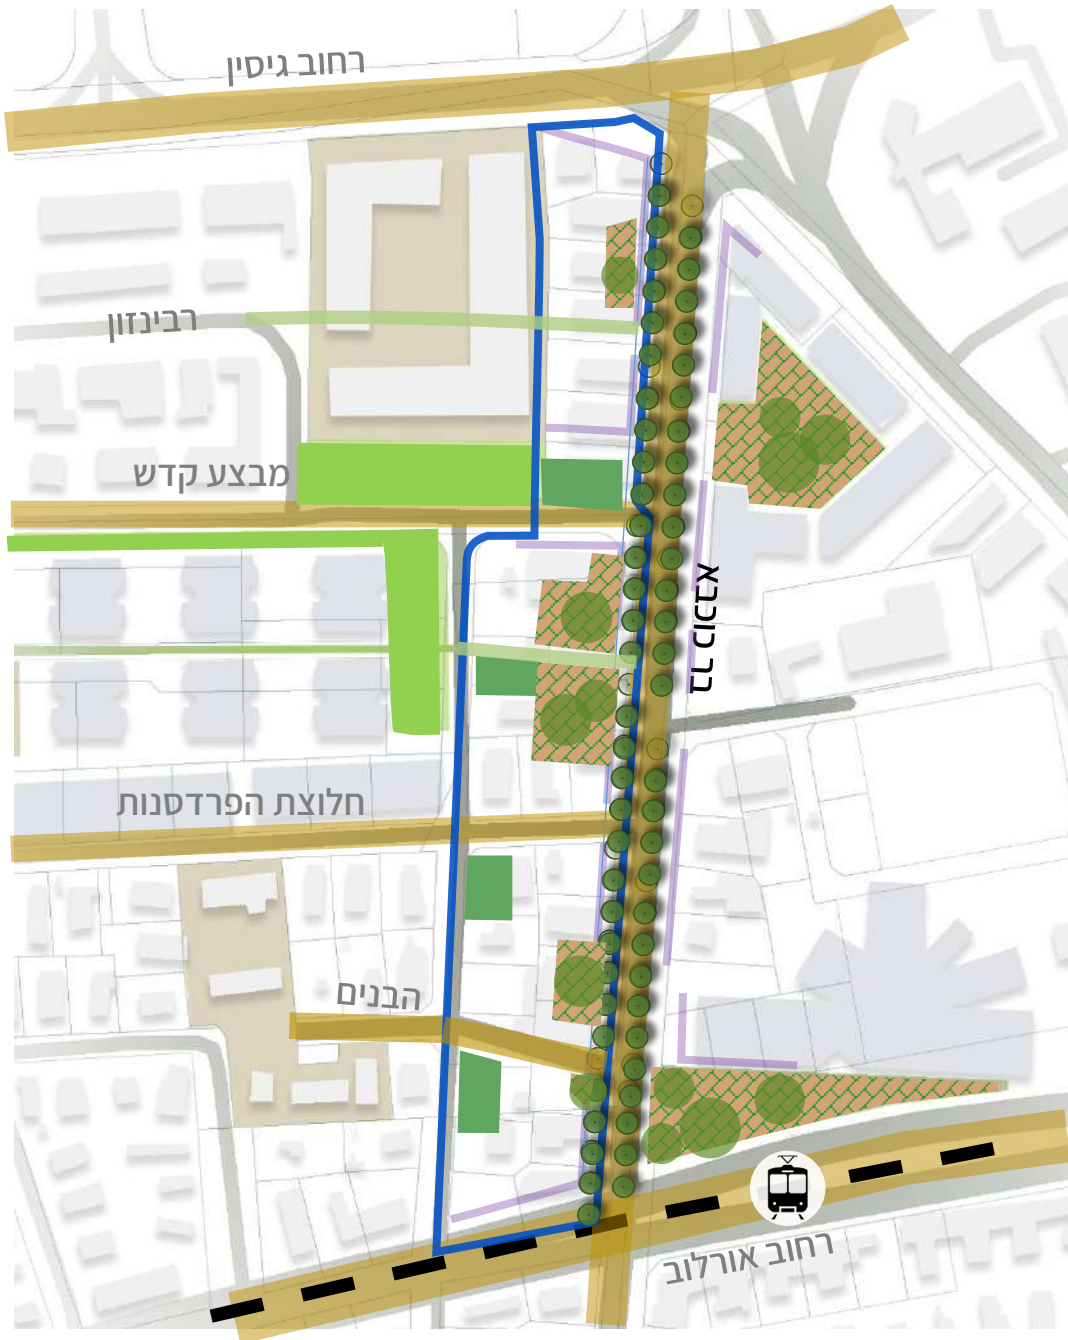 רחוב גיסין
רבינזון
מבצע קדש
בר כוכבא
חלוצת הפרדסנות
הבנים
רחוב אורלוב